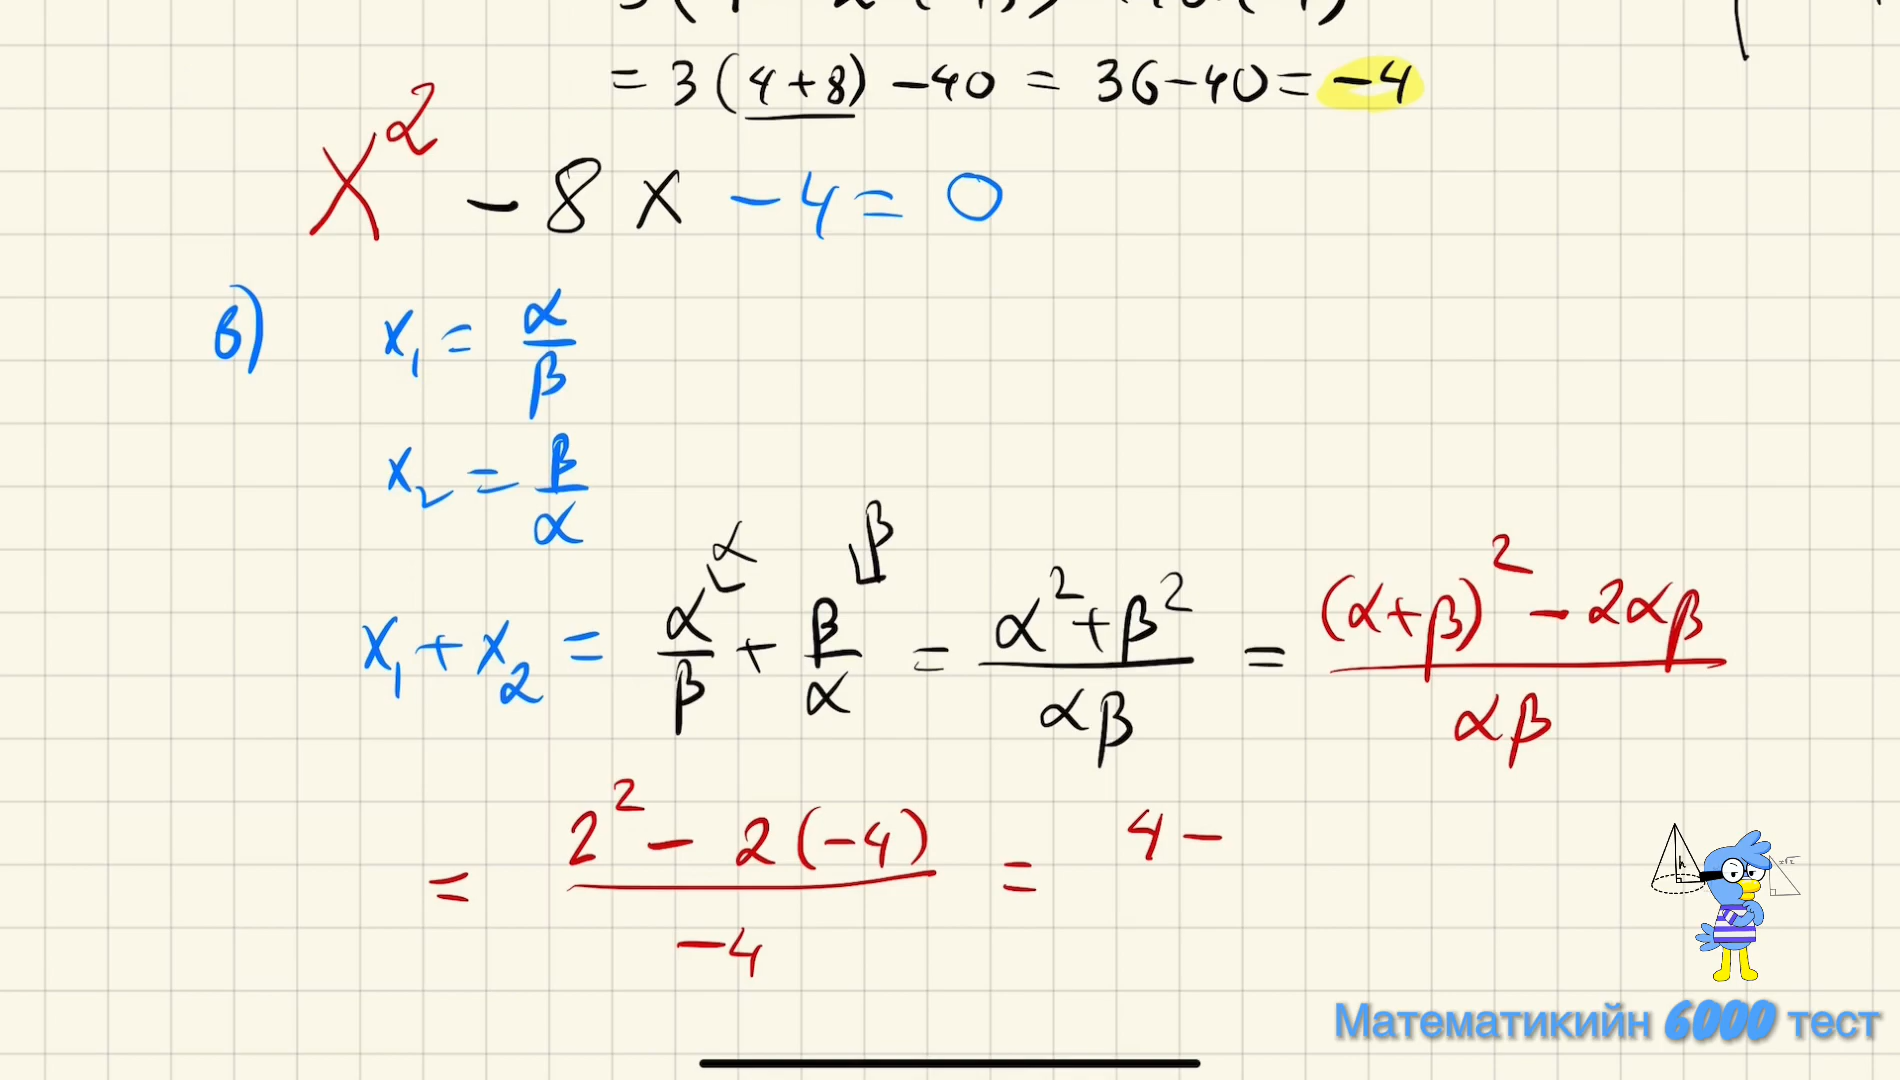 = 3 (4+8) - 40 = 36 - 40 = -4
x² - 8x - 4 = 0
в) x₁ = α/β
x₂ = β/α
α β
x₁ + x₂ = α/β + β/α = (α² + β²)/(αβ) = ((α+β)² - 2αβ)/(αβ)
= (2² - 2(-4))/(-4) = 4 -
h
Математикийн 6000 тест